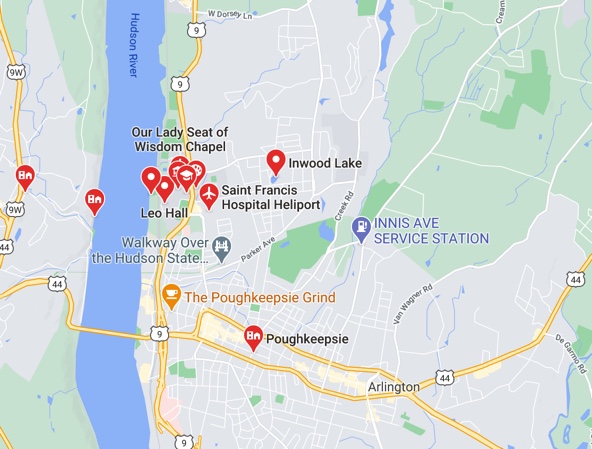 W Dorsey Ln
Cream
Hudson River
9
9W
9
Our Lady Seat of
Wisdom Chapel
Inwood Lake
Saint Francis
Hospital Heliport
Leo Hall
9W
44
Creek Rd
INNIS AVE
SERVICE STATION
Walkway Over
the Hudson State...
Parker Ave
44
44
Van Wagner Rd
The Poughkeepsie Grind
9
Poughkeepsie
De Garmo Rd
44
Arlington
9